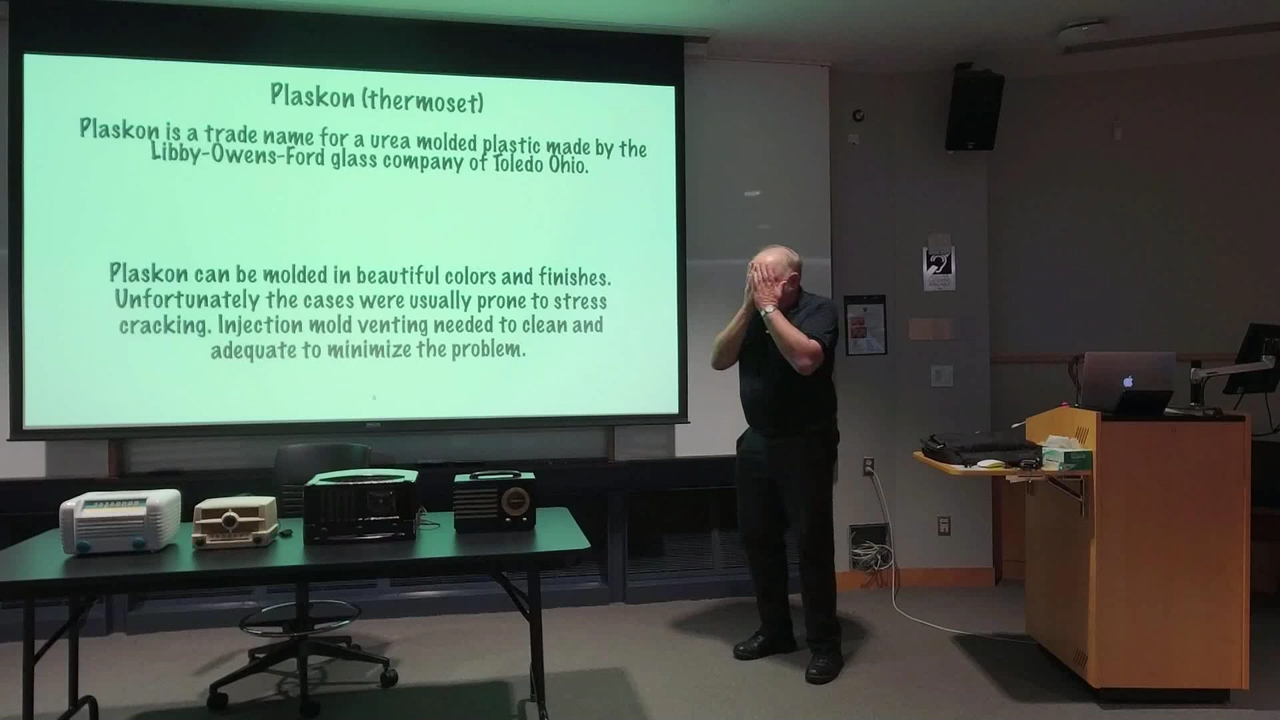 Plaskon (thermoset)
Plaskon is a trade name for a urea molded plastic made by the
Libby-Owens-Ford glass company of Toledo Ohio.
Plaskon can be molded in beautiful colors and finishes.
Unfortunately the cases were usually prone to stress
cracking. Injection mold venting needed to clean and
adequate to minimize the problem.